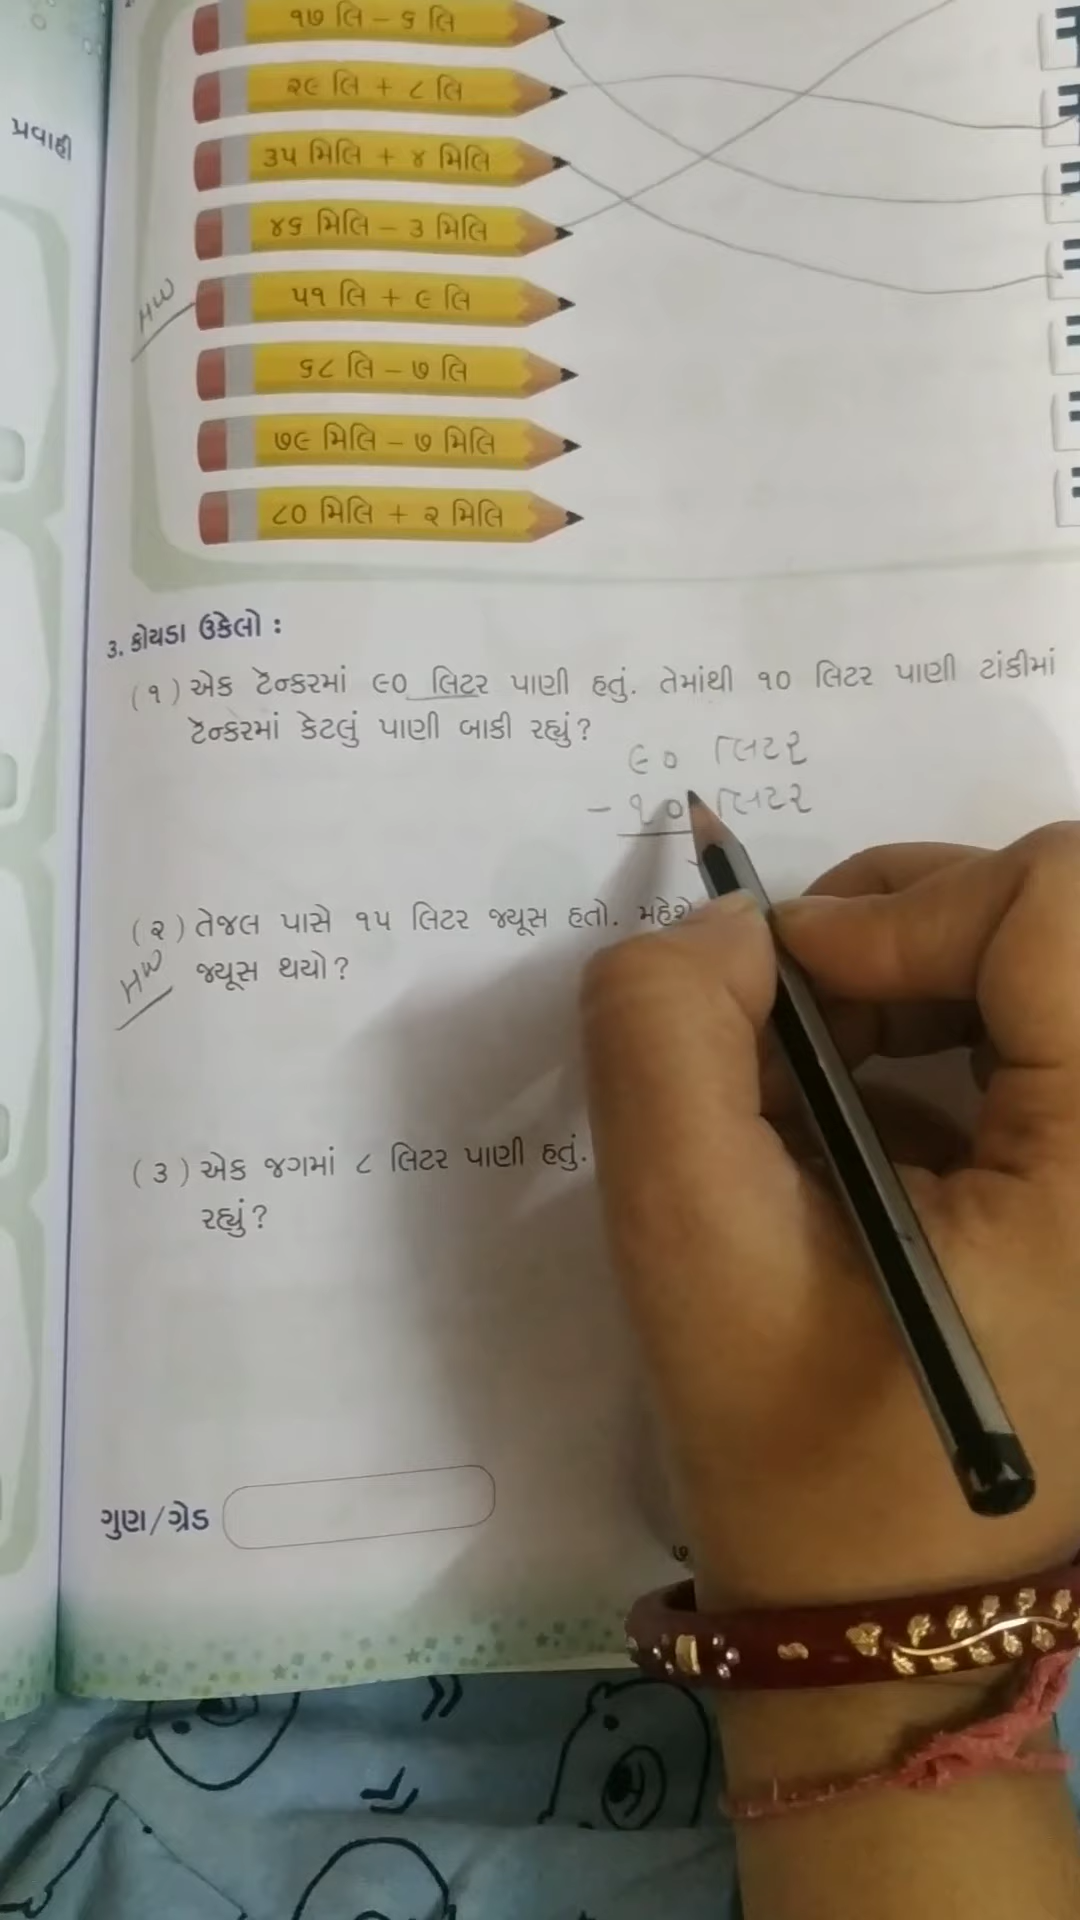 ૧૭ લિ – ૬ લિ
૨૯ લિ + ૮ લિ
૩૫ મિલિ + ૪ મિલિ
૪૬ મિલિ – ૩ મિલિ
પ્રવાહી
HW
૫૧ લિ + ૯ લિ
૬૮ લિ – ૭ લિ
૭૯ મિલિ – ૭ મિલિ
૮૦ મિલિ + ૨ મિલિ
૩. કોયડા ઉકેલો :
(૧) એક ટેન્કરમાં ૯૦ લિટર પાણી હતું. તેમાંથી ૧૦ લિટર પાણી ટાંકીમાં
ટેન્કરમાં કેટલું પાણી બાકી રહ્યું?
૯૦ લિટર
– ૧૦ લિટર
(૨) તેજલ પાસે ૧૫ લિટર જ્યૂસ હતો. મહેશે
HW
જ્યૂસ થયો?
(૩) એક જગમાં ૮ લિટર પાણી હતું.
રહ્યું?
ગુણ/ગ્રેડ